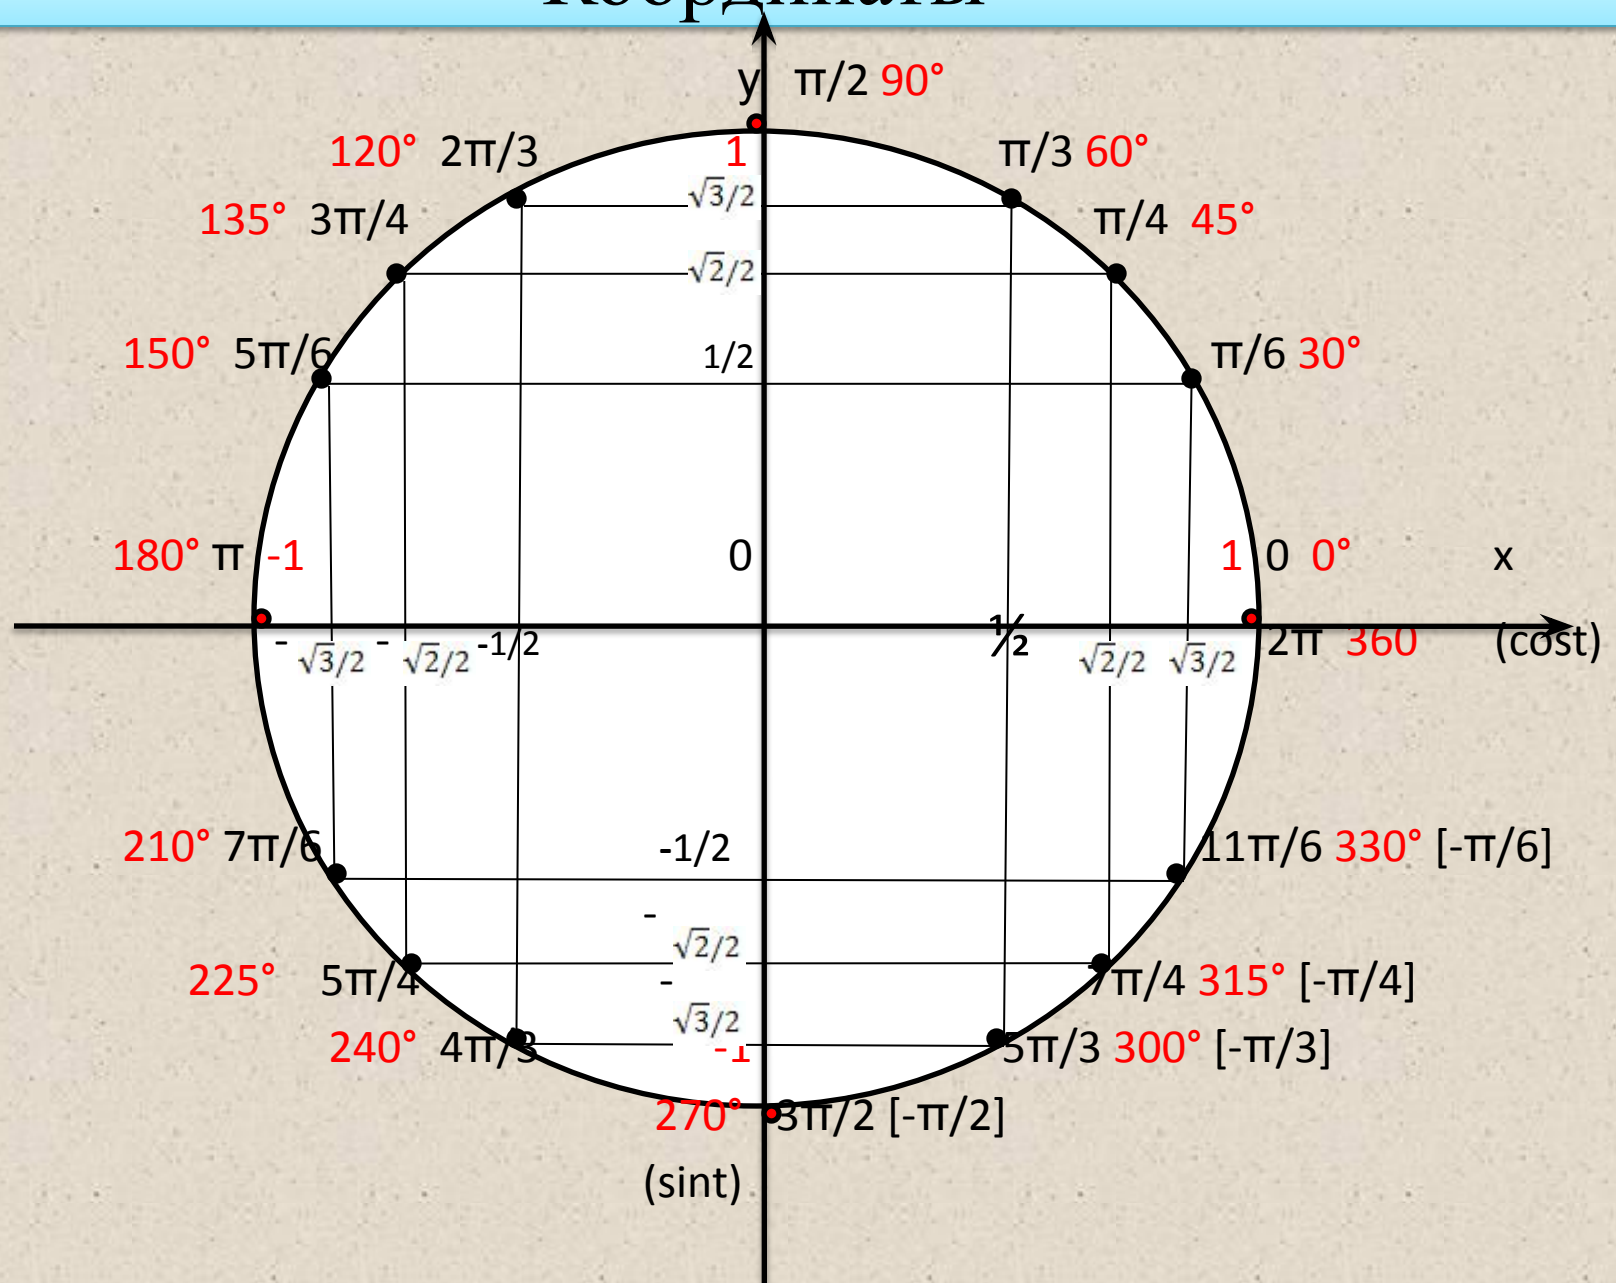 Координаты
y π/2 90°
120° 2π/3 1 π/3 60°
√3/2
135° 3π/4 π/4 45°
√2/2
150° 5π/6 1/2 π/6 30°
180° π -1 0 1 0 0° x
-√3/2 -√2/2 -1/2 ½ √2/2 √3/2 2π 360 (cost)
210° 7π/6 -1/2 11π/6 330° [-π/6]
-√2/2
225° 5π/4 7π/4 315° [-π/4]
-√3/2
240° 4π/3 -1 5π/3 300° [-π/3]
270° 3π/2 [-π/2]
(sint)